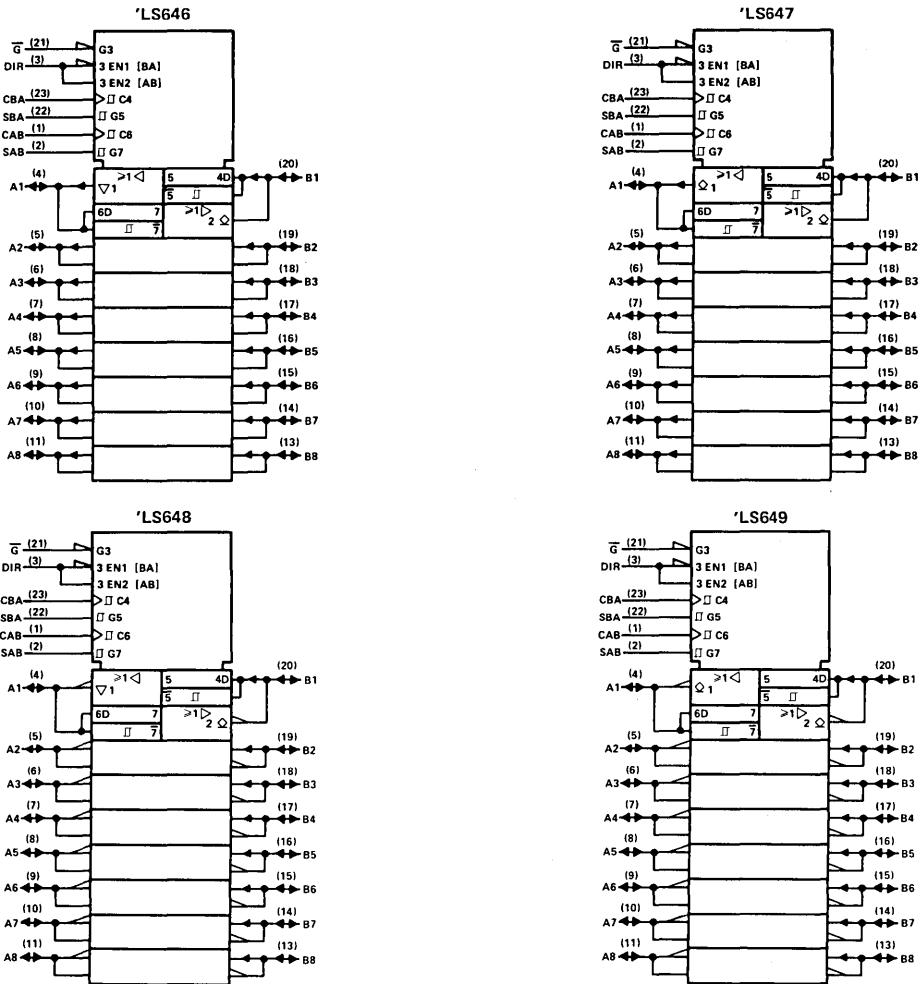 'LS646
G̅ (21) G3
DIR (3) 3 EN1 [BA]
3 EN2 [AB]
CBA (23) C4
SBA (22) G5
CAB (1) C6
SAB (2) G7
A1 (4) ≥1 ▽1 5 4D (20) B1
5̅
6D 7 ≥1 2
7̅
A2 (5) (19) B2
A3 (6) (18) B3
A4 (7) (17) B4
A5 (8) (16) B5
A6 (9) (15) B6
A7 (10) (14) B7
A8 (11) (13) B8
'LS647
G̅ (21) G3
DIR (3) 3 EN1 [BA]
3 EN2 [AB]
CBA (23) C4
SBA (22) G5
CAB (1) C6
SAB (2) G7
A1 (4) ≥1 1 5 4D (20) B1
5̅
6D 7 ≥1 2
7̅
A2 (5) (19) B2
A3 (6) (18) B3
A4 (7) (17) B4
A5 (8) (16) B5
A6 (9) (15) B6
A7 (10) (14) B7
A8 (11) (13) B8
'LS648
G̅ (21) G3
DIR (3) 3 EN1 [BA]
3 EN2 [AB]
CBA (23) C4
SBA (22) G5
CAB (1) C6
SAB (2) G7
A1 (4) ≥1 ▽1 5 4D (20) B1
5̅
6D 7 ≥1 2
7̅
A2 (5) (19) B2
A3 (6) (18) B3
A4 (7) (17) B4
A5 (8) (16) B5
A6 (9) (15) B6
A7 (10) (14) B7
A8 (11) (13) B8
'LS649
G̅ (21) G3
DIR (3) 3 EN1 [BA]
3 EN2 [AB]
CBA (23) C4
SBA (22) G5
CAB (1) C6
SAB (2) G7
A1 (4) ≥1 1 5 4D (20) B1
5̅
6D 7 ≥1 2
7̅
A2 (5) (19) B2
A3 (6) (18) B3
A4 (7) (17) B4
A5 (8) (16) B5
A6 (9) (15) B6
A7 (10) (14) B7
A8 (11) (13) B8